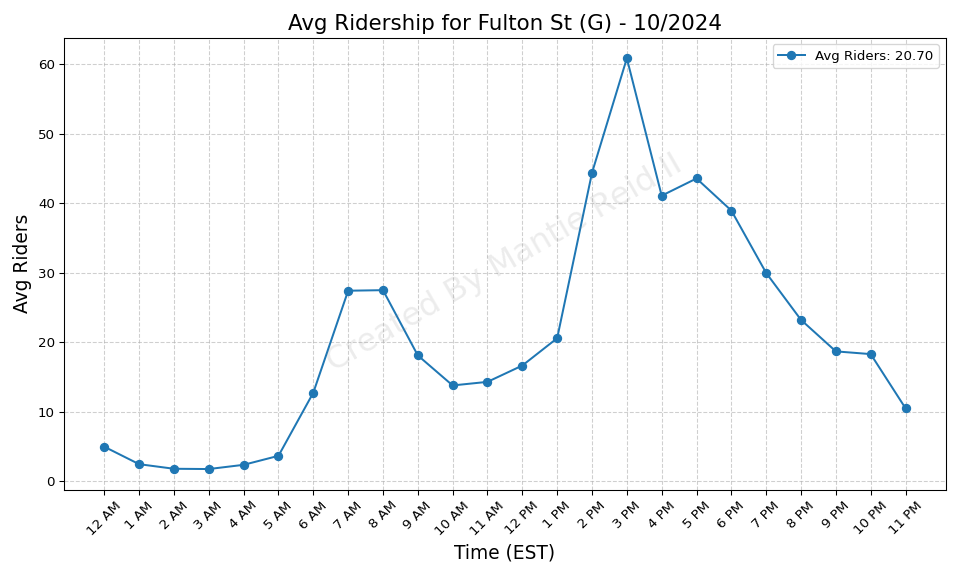 Avg Ridership for Fulton St (G) - 10/2024
Avg Riders: 20.70
Avg Riders
60
50
40
30
20
10
0
Created By Mantle Reid II
12 AM
1 AM
2 AM
3 AM
4 AM
5 AM
6 AM
7 AM
8 AM
9 AM
10 AM
11 AM
12 PM
1 PM
2 PM
3 PM
4 PM
5 PM
6 PM
7 PM
8 PM
9 PM
10 PM
11 PM
Time (EST)